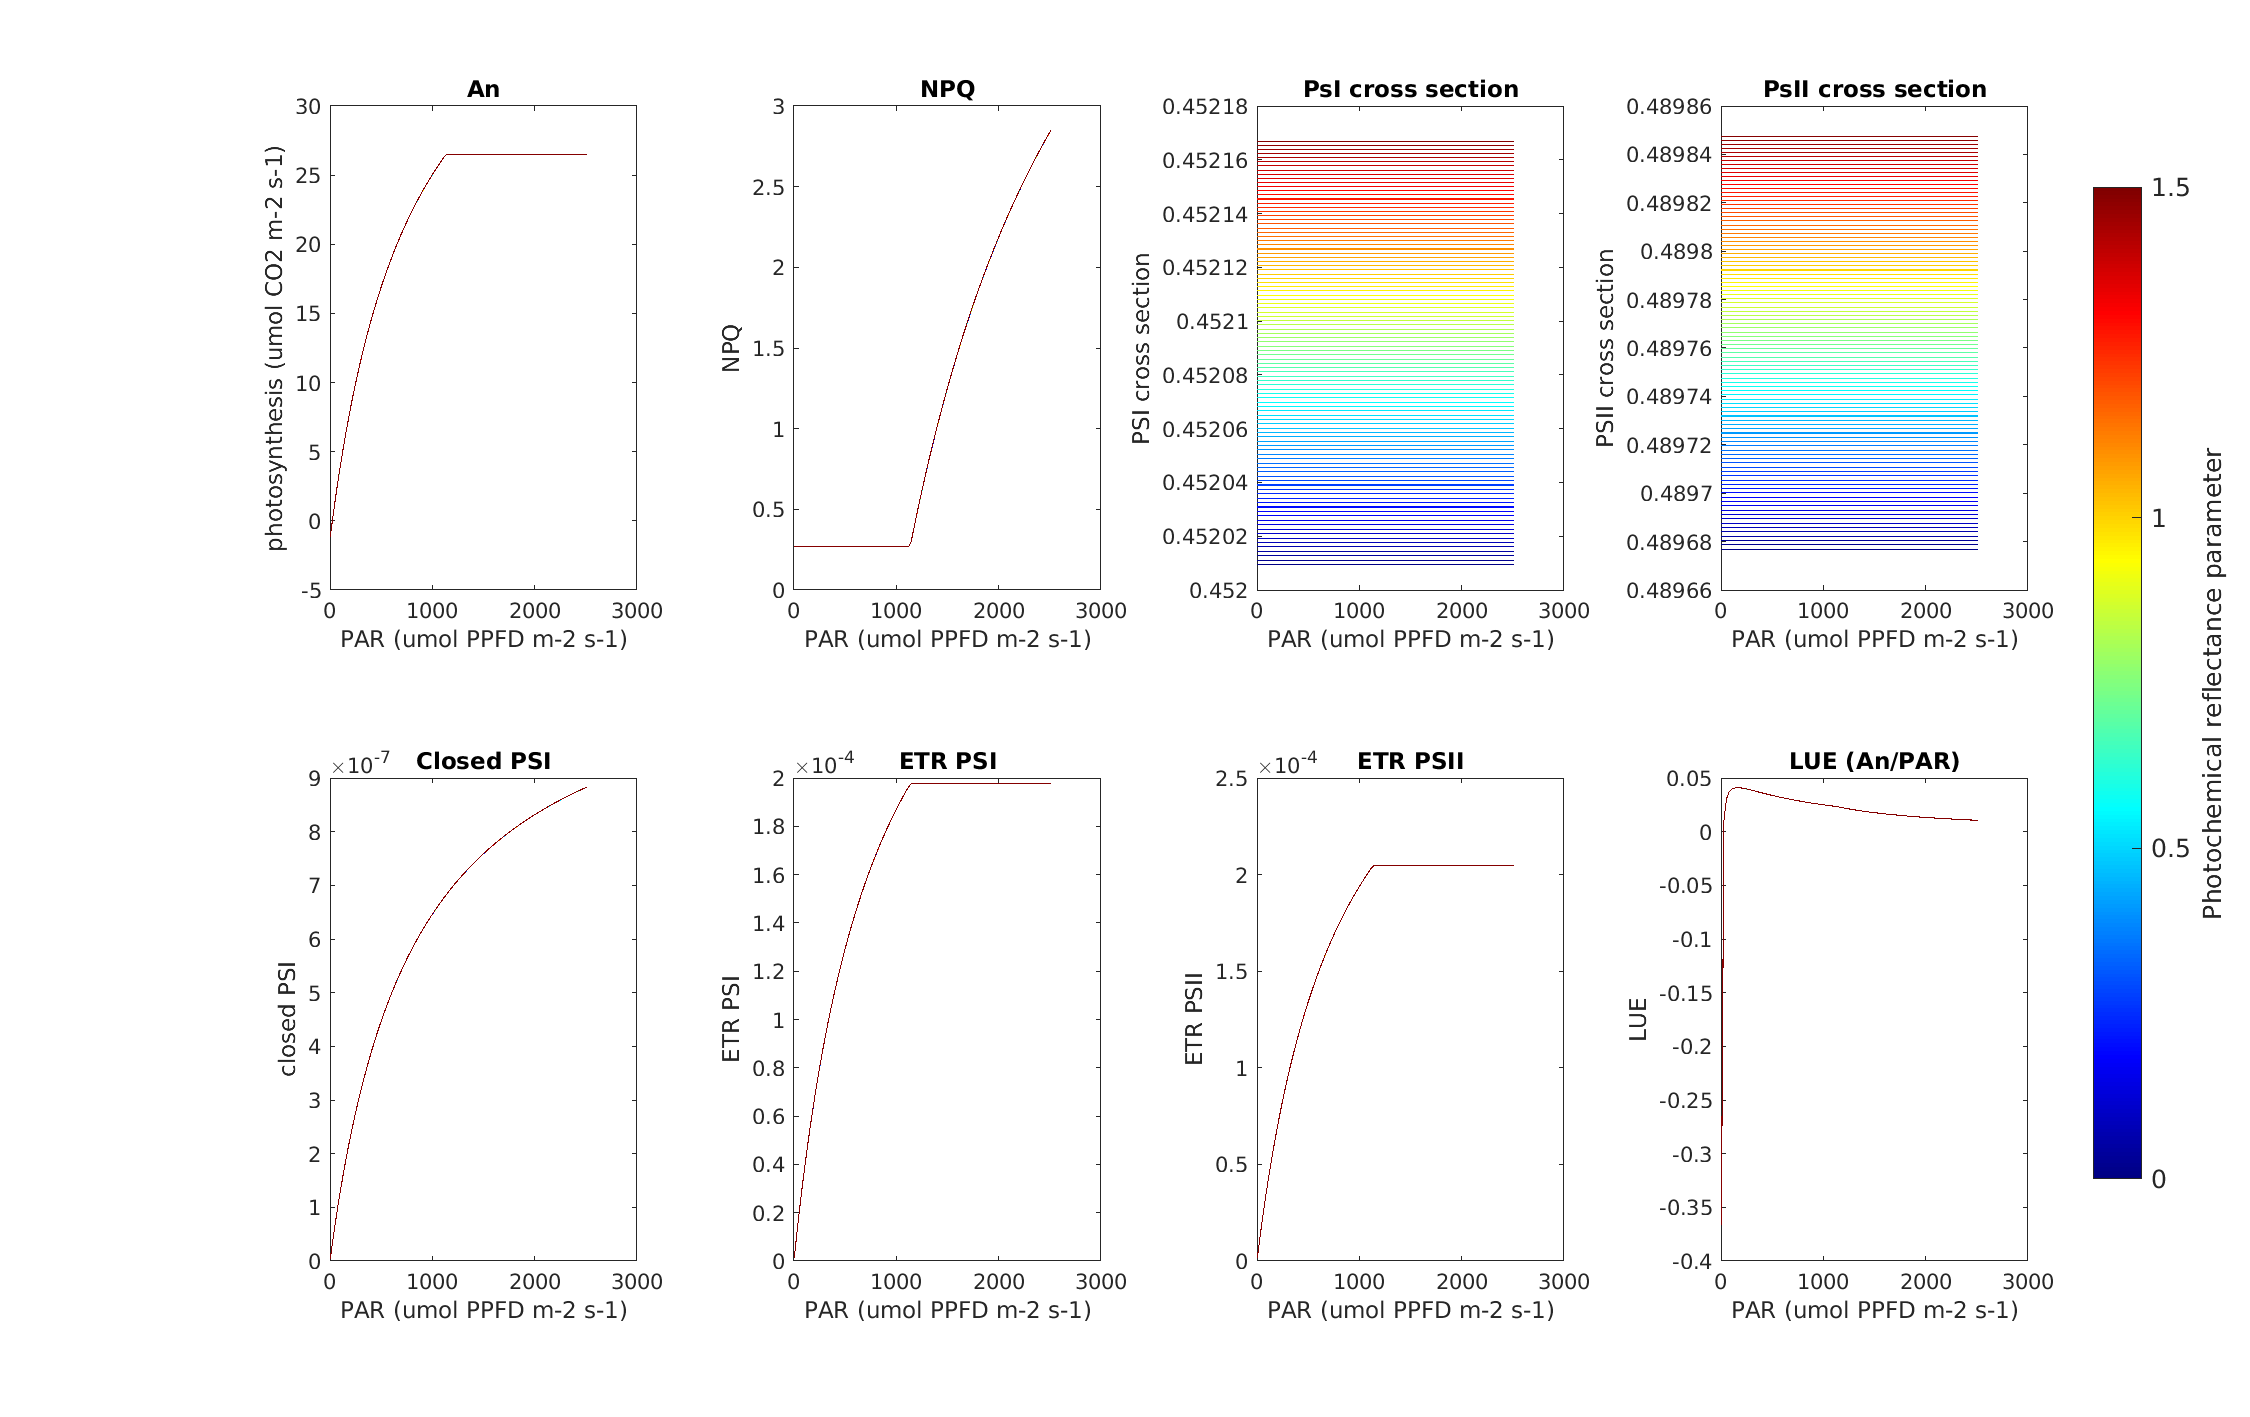 An
30
25
20
15
10
5
0
-5
photosynthesis (umol CO2 m-2 s-1)
0 1000 2000 3000
PAR (umol PPFD m-2 s-1)
NPQ
3
2.5
2
1.5
1
0.5
0
NPQ
0 1000 2000 3000
PAR (umol PPFD m-2 s-1)
PsI cross section
0.45218
0.45216
0.45214
0.45212
0.4521
0.45208
0.45206
0.45204
0.45202
0.452
PSI cross section
0 1000 2000 3000
PAR (umol PPFD m-2 s-1)
PsII cross section
0.48986
0.48984
0.48982
0.4898
0.48978
0.48976
0.48974
0.48972
0.4897
0.48968
0.48966
PSII cross section
0 1000 2000 3000
PAR (umol PPFD m-2 s-1)
Closed PSI
×10-7
9
8
7
6
5
4
3
2
1
0
closed PSI
0 1000 2000 3000
PAR (umol PPFD m-2 s-1)
ETR PSI
×10-4
2
1.8
1.6
1.4
1.2
1
0.8
0.6
0.4
0.2
0
ETR PSI
0 1000 2000 3000
PAR (umol PPFD m-2 s-1)
ETR PSII
×10-4
2.5
2
1.5
1
0.5
0
ETR PSII
0 1000 2000 3000
PAR (umol PPFD m-2 s-1)
LUE (An/PAR)
0.05
0
-0.05
-0.1
-0.15
-0.2
-0.25
-0.3
-0.35
-0.4
LUE
0 1000 2000 3000
PAR (umol PPFD m-2 s-1)
1.5
1
0.5
0
Photochemical reflectance parameter